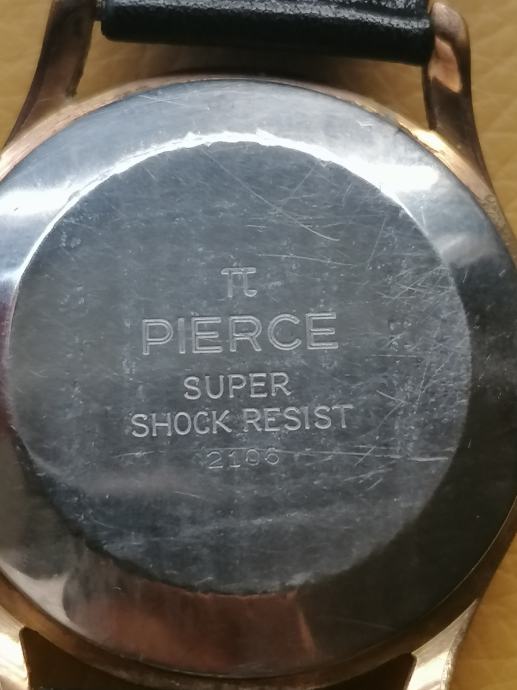 π
PIERCE
SUPER
SHOCK RESIST
2106